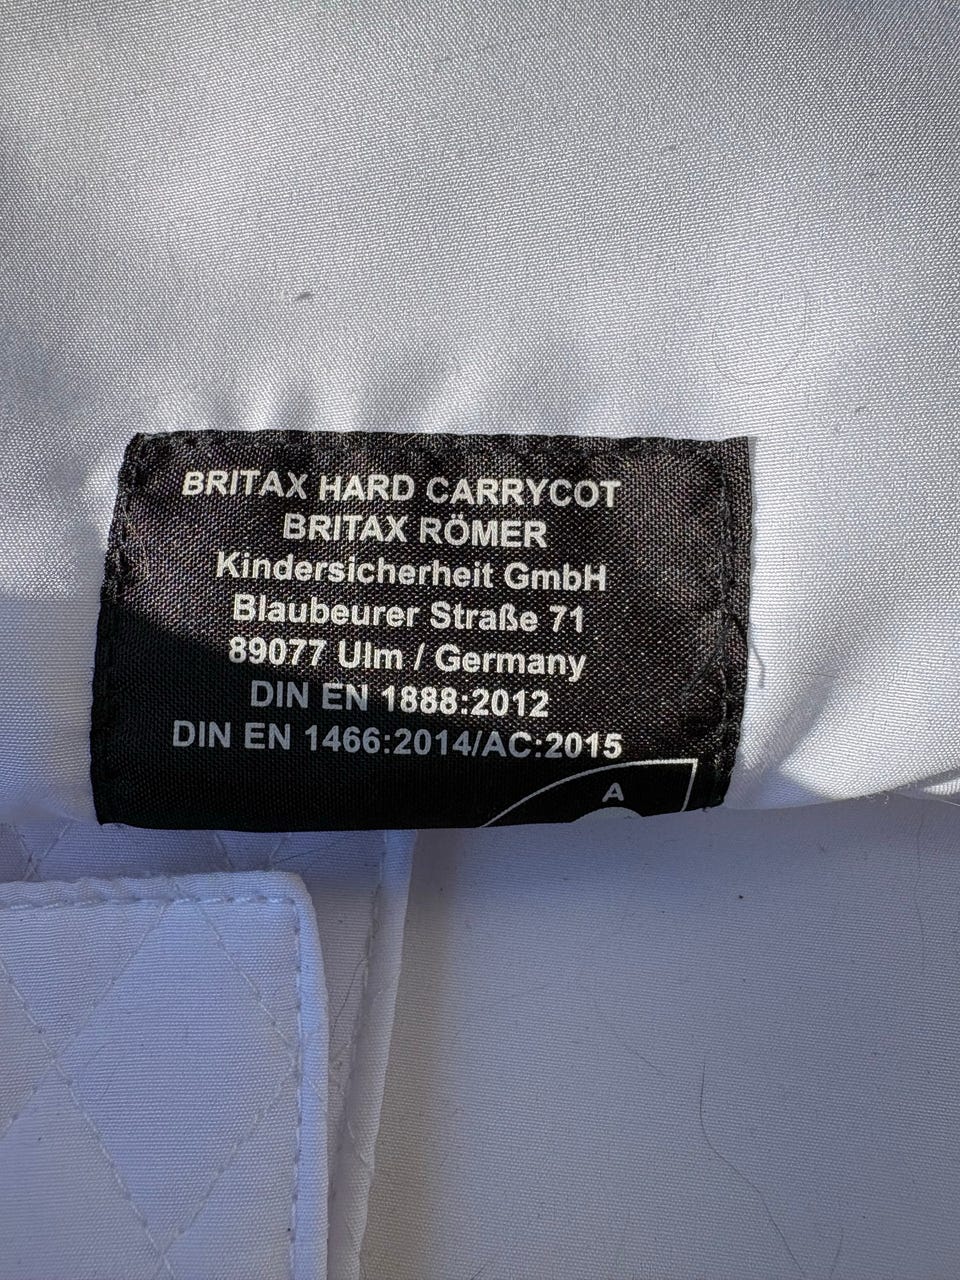 BRITAX HARD CARRYCOT
BRITAX RÖMER
Kindersicherheit GmbH
Blaubeurer Straße 71
89077 Ulm / Germany
DIN EN 1888:2012
DIN EN 1466:2014/AC:2015
A